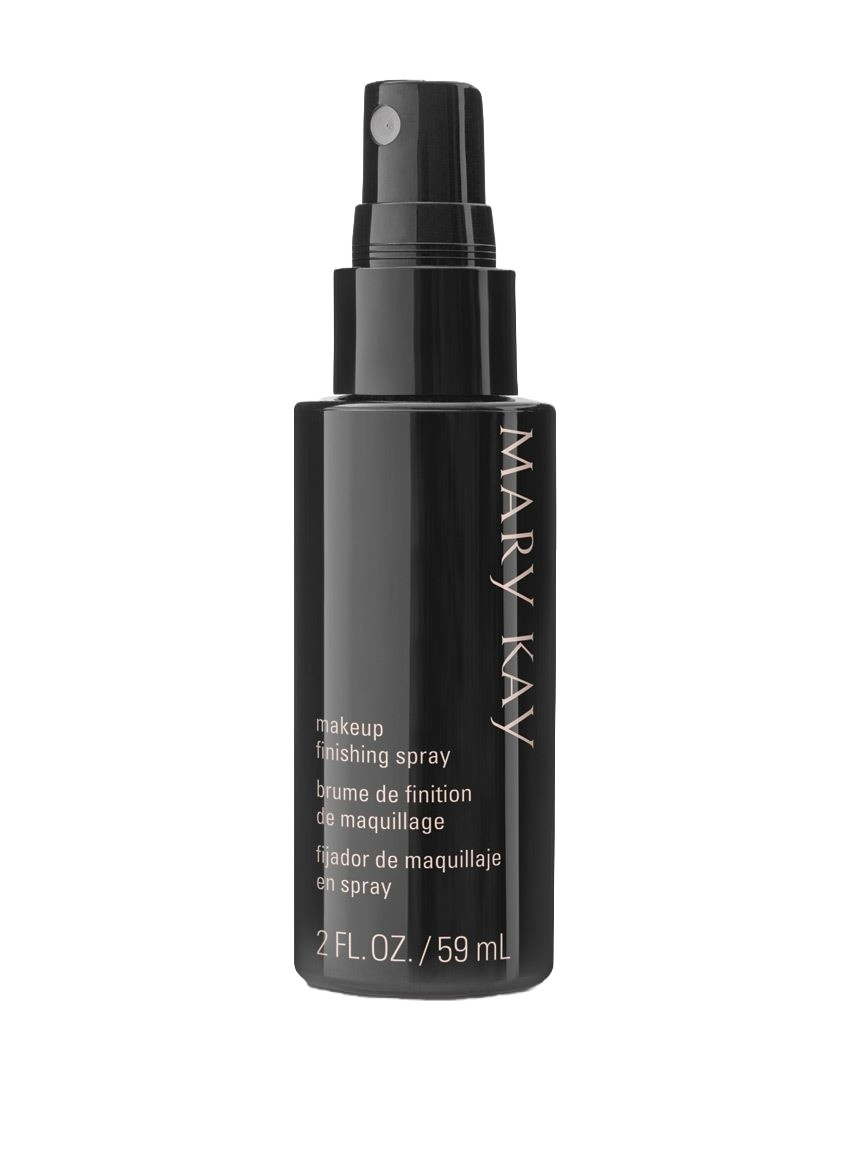 MARY KAY
makeup
finishing spray
brume de finition
de maquillage
fijador de maquillaje
en spray
2 FL. OZ. / 59 mL